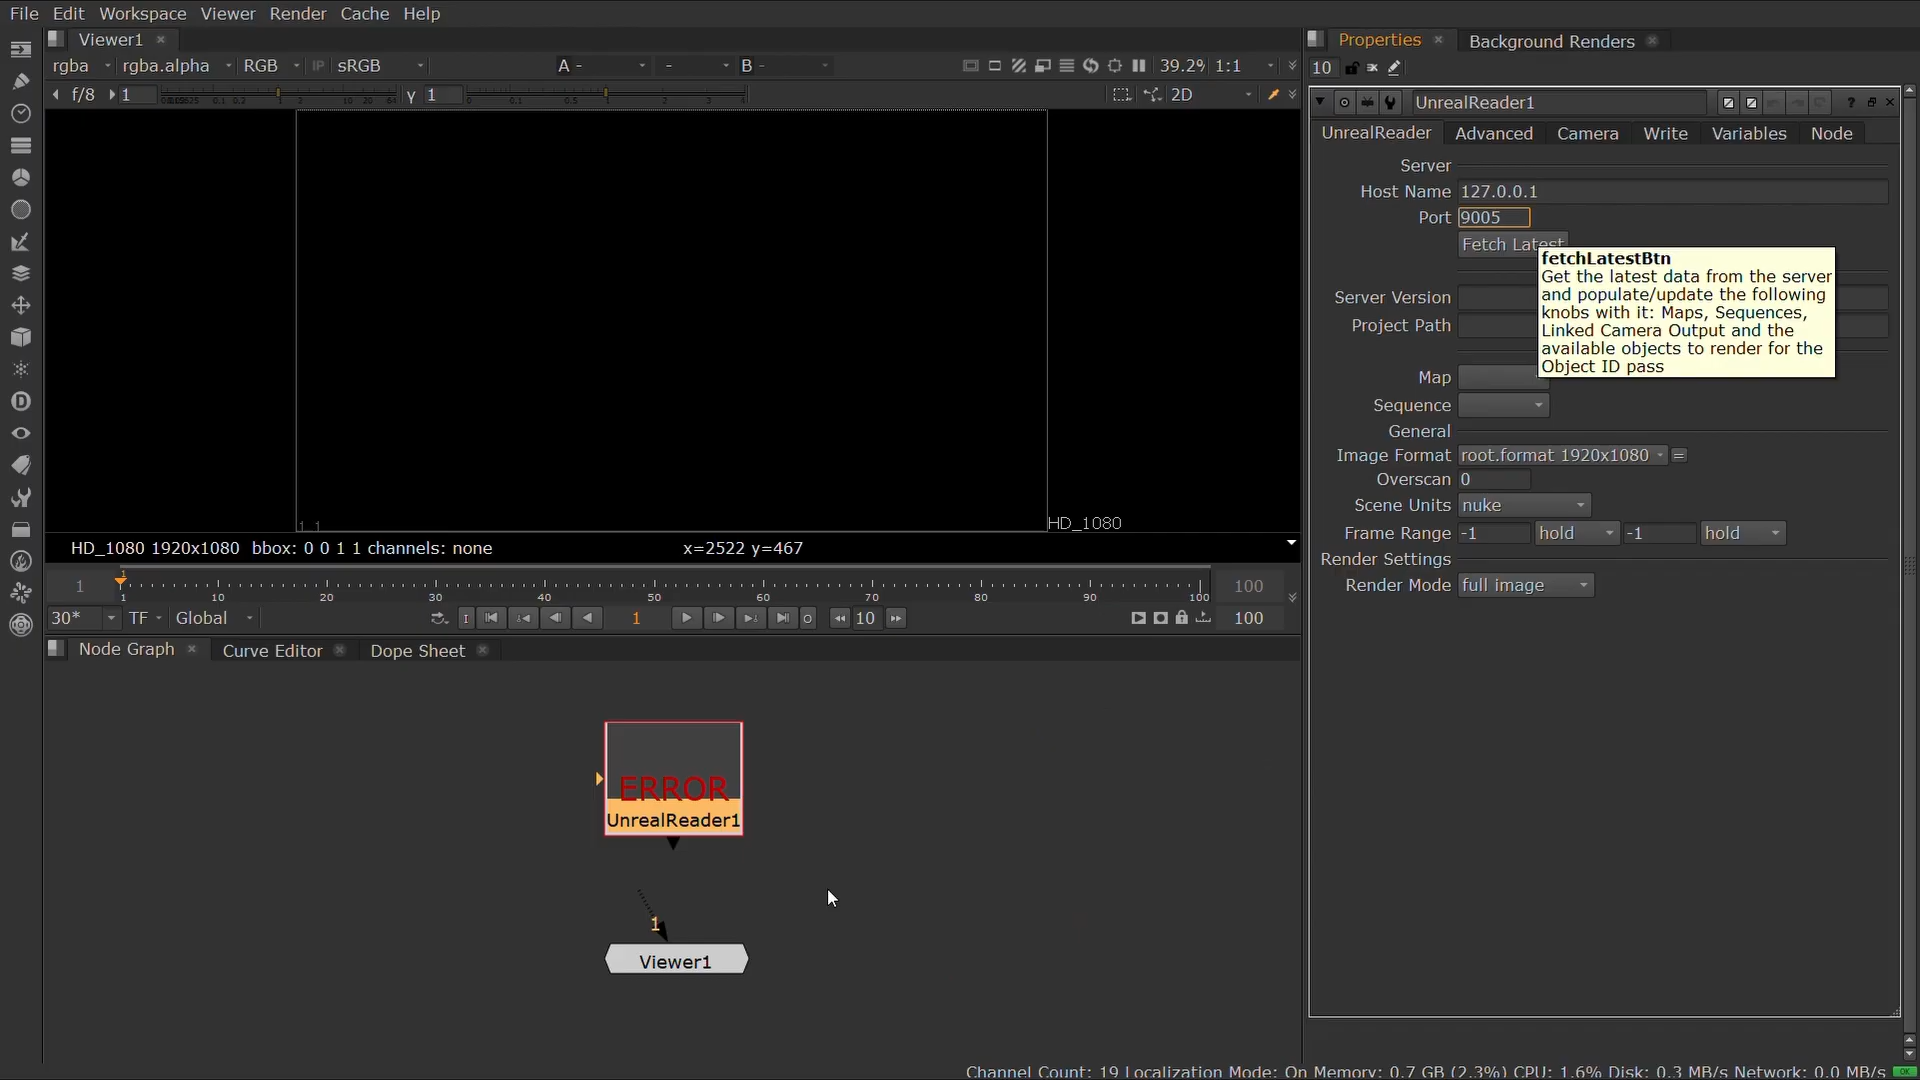 File Edit Workspace Viewer Render Cache Help
Viewer1
Properties
Background Renders
rgba rgba.alpha RGB IP sRGB A - - B - 39.2% 1:1
10
f/8 1 γ 1 2D
UnrealReader1
UnrealReader Advanced Camera Write Variables Node
Server
Host Name 127.0.0.1
Port 9005
Fetch Latest
fetchLatestBtn
Get the latest data from the server
and populate/update the following
knobs with it: Maps, Sequences,
Linked Camera Output and the
available objects to render for the
Object ID pass
Server Version
Project Path
Map
Sequence
General
Image Format root.format 1920x1080 =
Overscan 0
Scene Units nuke
Frame Range -1 hold -1 hold
Render Settings
Render Mode full image
1 1
HD_1080
HD_1080 1920x1080 bbox: 0 0 1 1 channels: none x=2522 y=467
1
1 100
1 10 20 30 40 50 60 70 80 90 100
30* TF Global I 1 O 10 100
Node Graph Curve Editor Dope Sheet
ERROR
UnrealReader1
1
Viewer1
Channel Count: 19 Localization Mode: On Memory: 0.7 GB (2.3%) CPU: 1.6% Disk: 0.3 MB/s Network: 0.0 MB/s